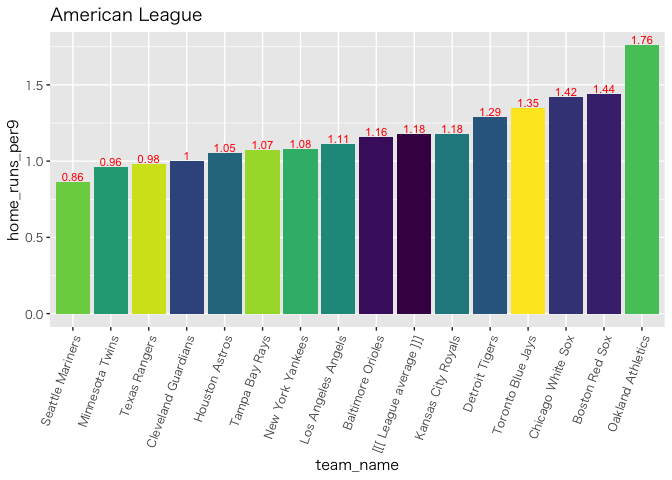 American League
home_runs_per9
1.5
1.0
0.5
0.0
0.86
0.96
0.98
1
1.05
1.07
1.08
1.11
1.16
1.18
1.18
1.29
1.35
1.42
1.44
1.76
Seattle Mariners
Minnesota Twins
Texas Rangers
Cleveland Guardians
Houston Astros
Tampa Bay Rays
New York Yankees
Los Angeles Angels
Baltimore Orioles
[[[ League average ]]]
Kansas City Royals
Detroit Tigers
Toronto Blue Jays
Chicago White Sox
Boston Red Sox
Oakland Athletics
team_name